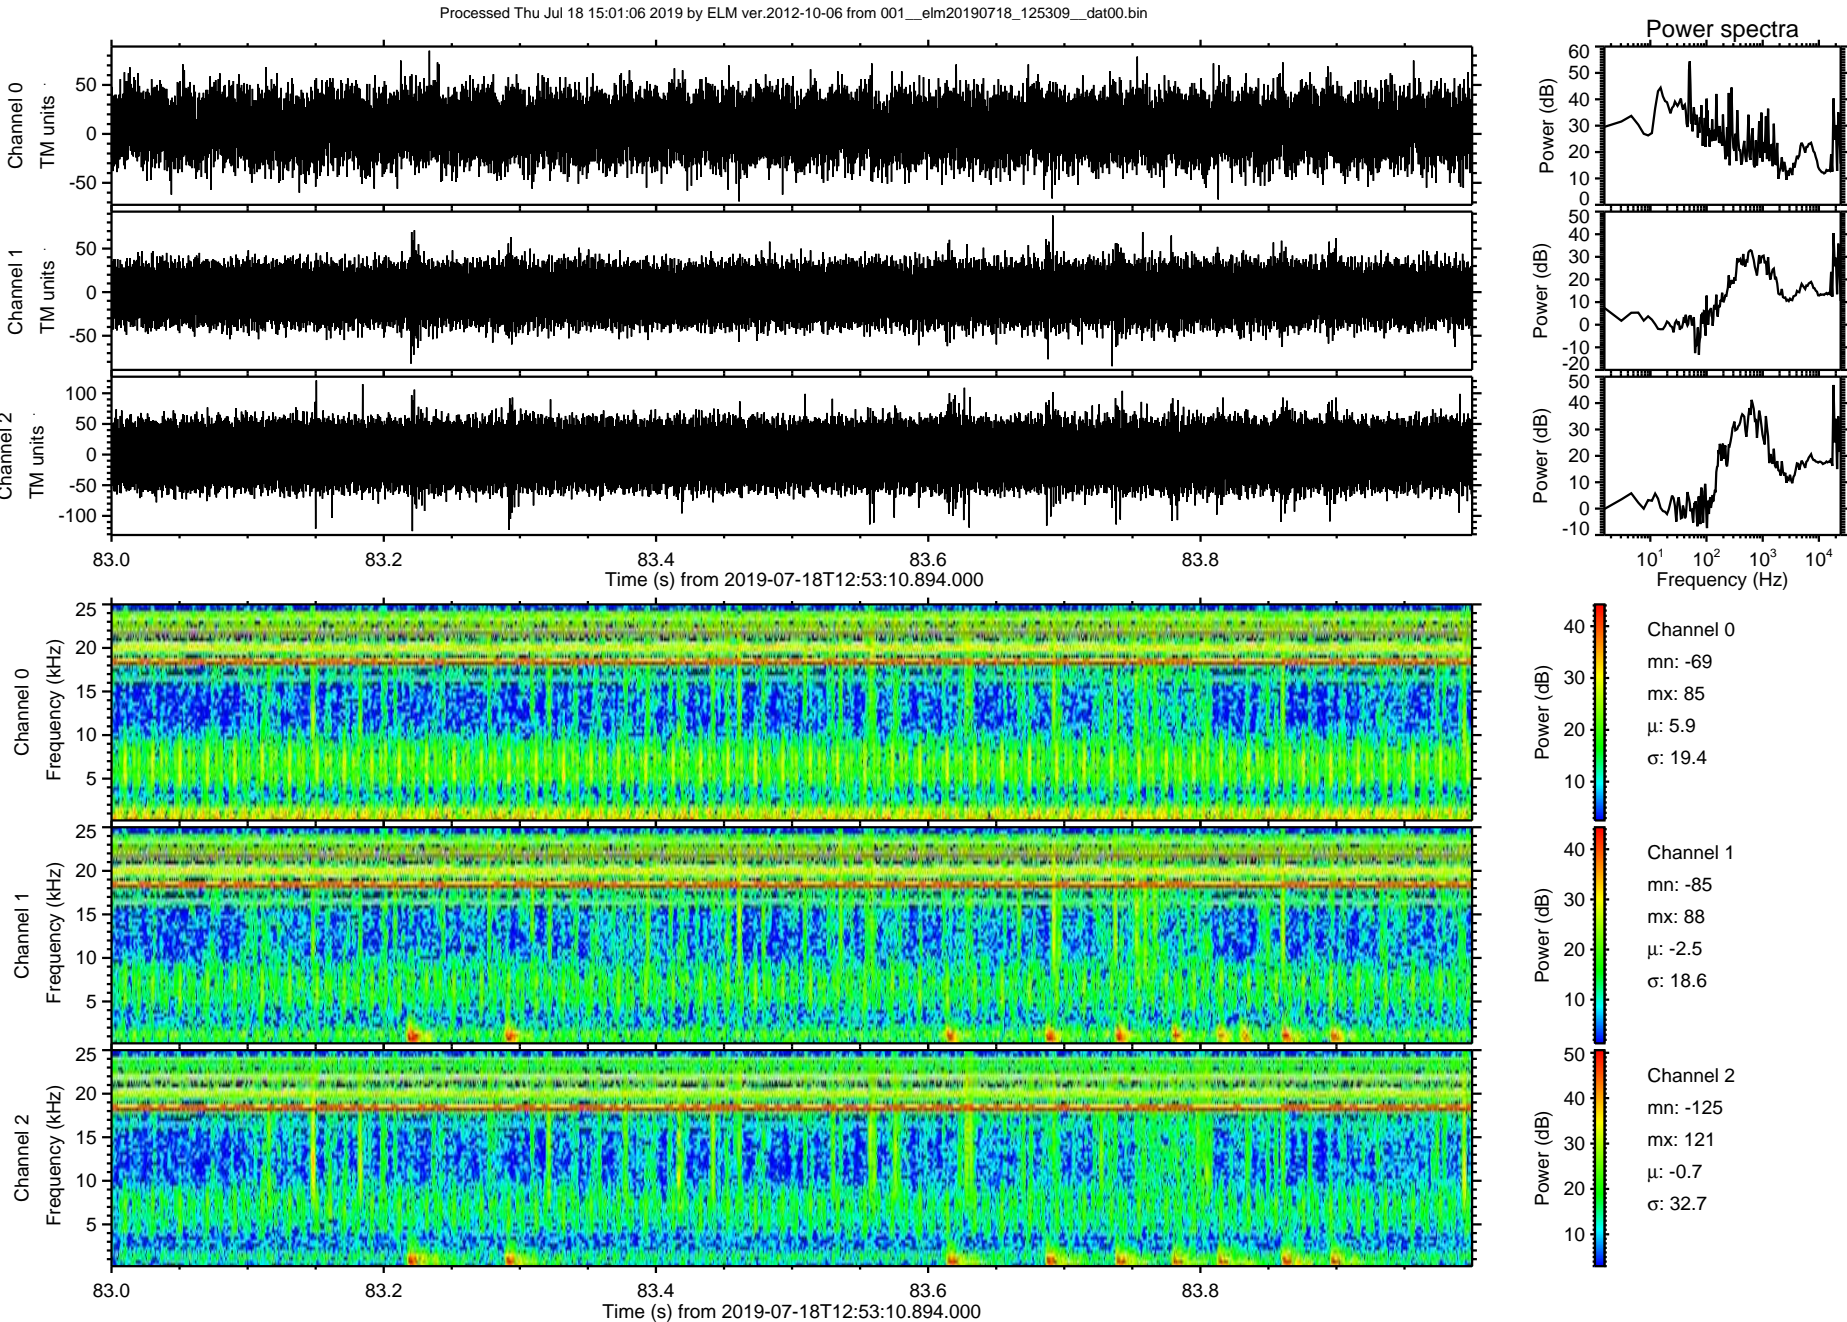 Processed Thu Jul 18 15:01:06 2019 by ELM ver.2012-10-06 from 001__elm20190718_125309__dat00.bin
Power spectra
Channel 0
TM units
50
0
-50
Power (dB)
60
50
40
30
20
10
0
Channel 1
TM units
50
0
-50
Power (dB)
50
40
30
20
10
0
-10
-20
Channel 2
TM units
100
50
0
-50
-100
Power (dB)
50
40
30
20
10
0
-10
83.0 83.2 83.4 83.6 83.8
Time (s) from 2019-07-18T12:53:10.894.000
10^1 10^2 10^3 10^4
Frequency (Hz)
Channel 0
Frequency (kHz)
25
20
15
10
5
Power (dB)
40
30
20
10
Channel 0
mn: -69
mx: 85
μ: 5.9
σ: 19.4
Channel 1
Frequency (kHz)
25
20
15
10
5
Power (dB)
40
30
20
10
Channel 1
mn: -85
mx: 88
μ: -2.5
σ: 18.6
Channel 2
Frequency (kHz)
25
20
15
10
5
Power (dB)
50
40
30
20
10
Channel 2
mn: -125
mx: 121
μ: -0.7
σ: 32.7
83.0 83.2 83.4 83.6 83.8
Time (s) from 2019-07-18T12:53:10.894.000